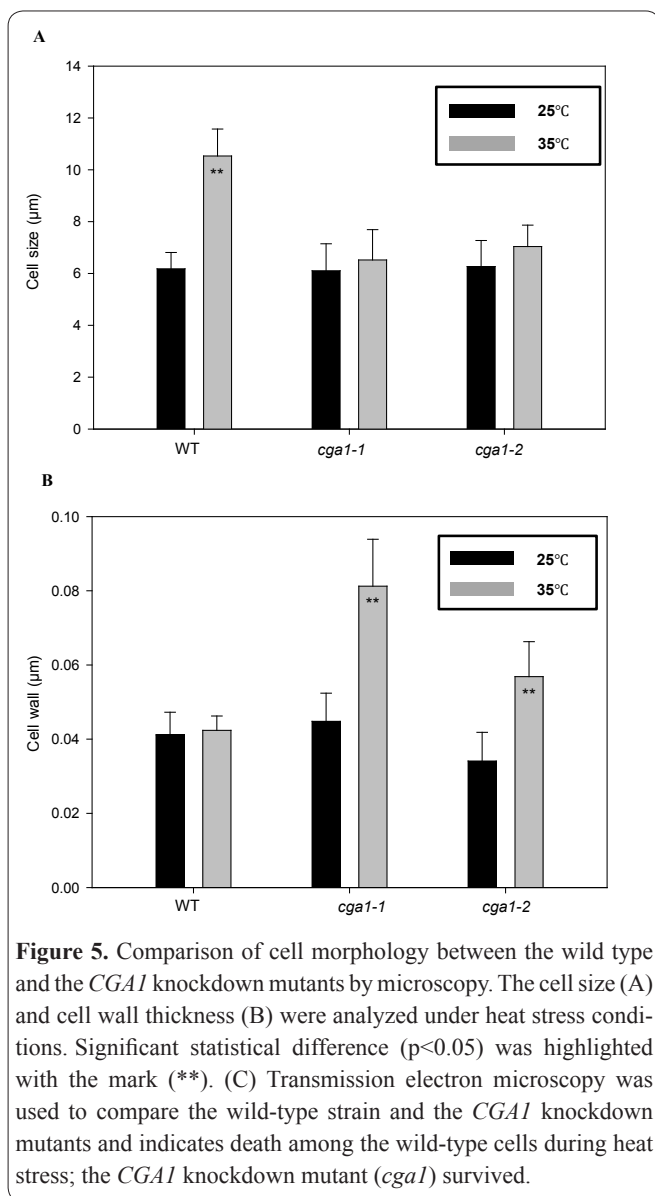 A
14
12
10
8
6
4
2
0
Cell size (µm)
25℃
35℃
**
WT
cga1-1
cga1-2
B
0.10
0.08
0.06
0.04
0.02
0.00
Cell wall (µm)
25℃
35℃
**
**
WT
cga1-1
cga1-2
Figure 5. Comparison of cell morphology between the wild type
and the CGA1 knockdown mutants by microscopy. The cell size (A)
and cell wall thickness (B) were analyzed under heat stress condi-
tions. Significant statistical difference (p<0.05) was highlighted
with the mark (**). (C) Transmission electron microscopy was
used to compare the wild-type strain and the CGA1 knockdown
mutants and indicates death among the wild-type cells during heat
stress; the CGA1 knockdown mutant (cga1) survived.